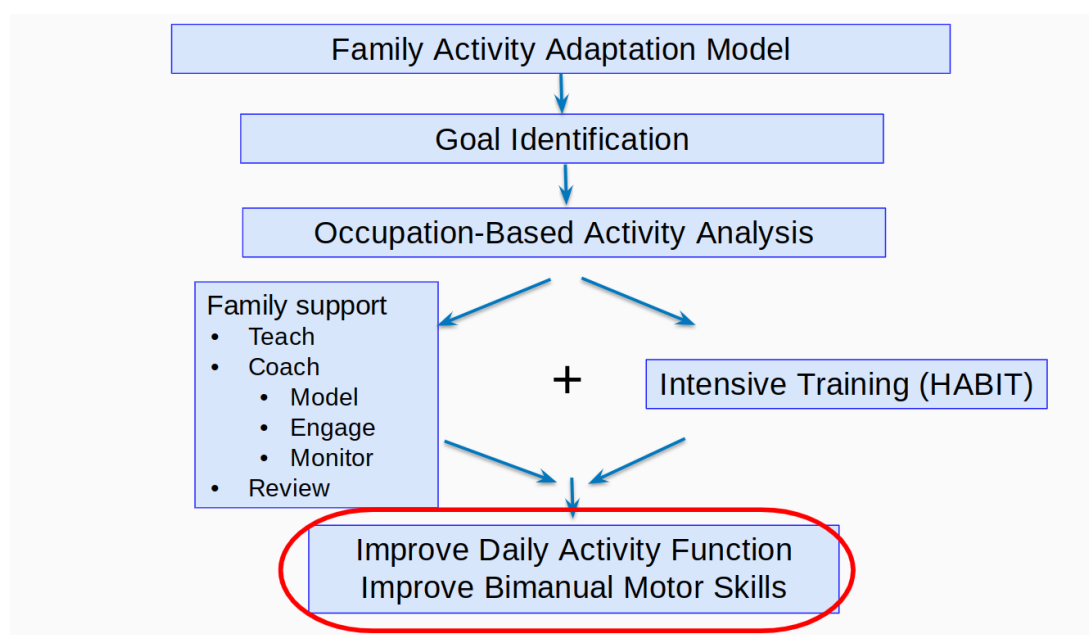 Family Activity Adaptation Model
Goal Identification
Occupation-Based Activity Analysis
Family support
• Teach
• Coach
• Model
• Engage
• Monitor
• Review
+
Intensive Training (HABIT)
Improve Daily Activity Function
Improve Bimanual Motor Skills